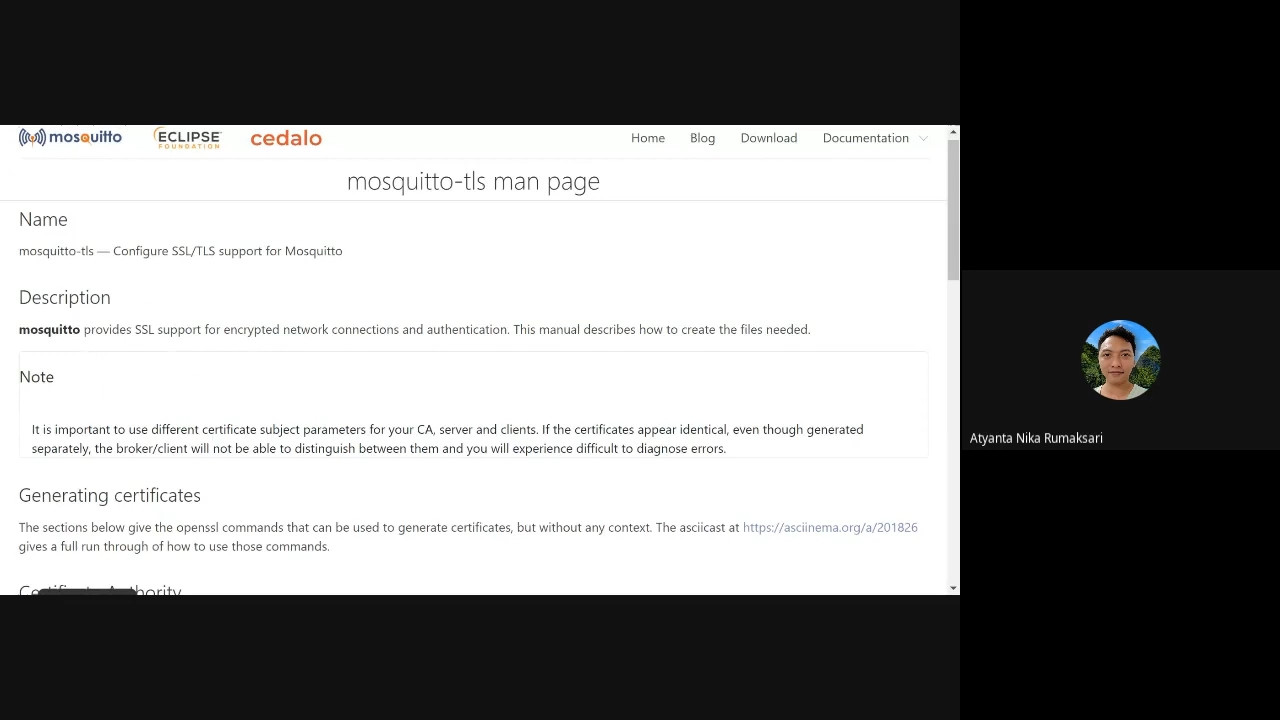 mosquitto ECLIPSE FOUNDATION cedalo Home Blog Download Documentation
mosquitto-tls man page
Name
mosquitto-tls — Configure SSL/TLS support for Mosquitto
Description
mosquitto provides SSL support for encrypted network connections and authentication. This manual describes how to create the files needed.
Note
It is important to use different certificate subject parameters for your CA, server and clients. If the certificates appear identical, even though generated
separately, the broker/client will not be able to distinguish between them and you will experience difficult to diagnose errors.
Generating certificates
The sections below give the openssl commands that can be used to generate certificates, but without any context. The asciicast at https://asciinema.org/a/201826
gives a full run through of how to use those commands.
Certificate Authority
Atyanta Nika Rumaksari